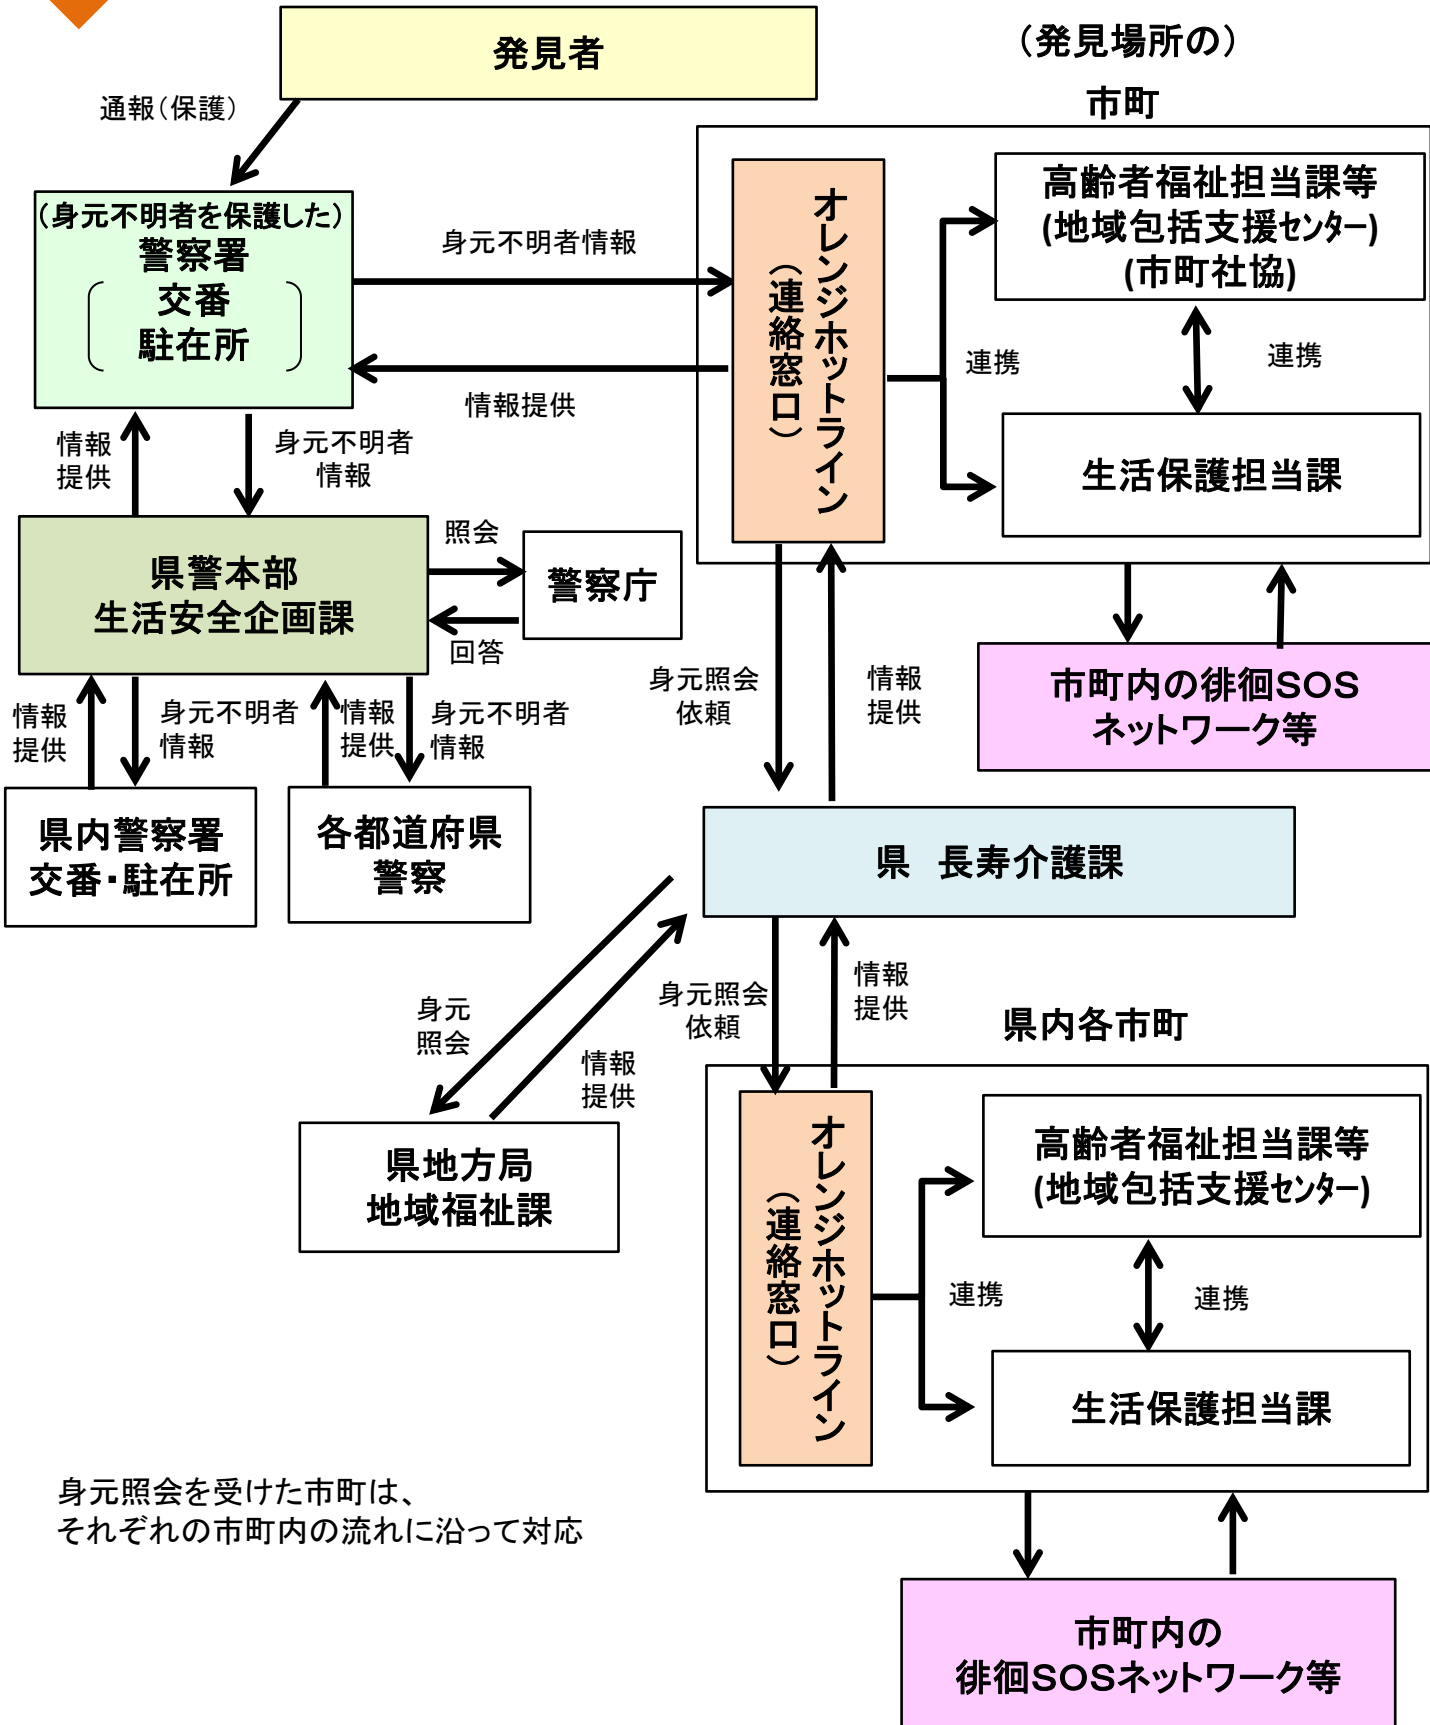 発見者
(発見場所の)
市町
通報(保護)
(身元不明者を保護した)
警察署
交番
駐在所
身元不明者情報
情報提供
オレンジホットライン
(連絡窓口)
高齢者福祉担当課等
(地域包括支援センター)
(市町社協)
連携
連携
生活保護担当課
情報
提供
身元不明者
情報
県警本部
生活安全企画課
照会
警察庁
回答
市町内の徘徊SOS
ネットワーク等
身元照会
依頼
情報
提供
情報
提供
身元不明者
情報
情報
提供
身元不明者
情報
県内警察署
交番・駐在所
各都道府県
警察
県 長寿介護課
身元
照会
情報
提供
身元照会
依頼
情報
提供
県地方局
地域福祉課
県内各市町
オレンジホットライン
(連絡窓口)
高齢者福祉担当課等
(地域包括支援センター)
連携
連携
生活保護担当課
身元照会を受けた市町は、
それぞれの市町内の流れに沿って対応
市町内の
徘徊SOSネットワーク等